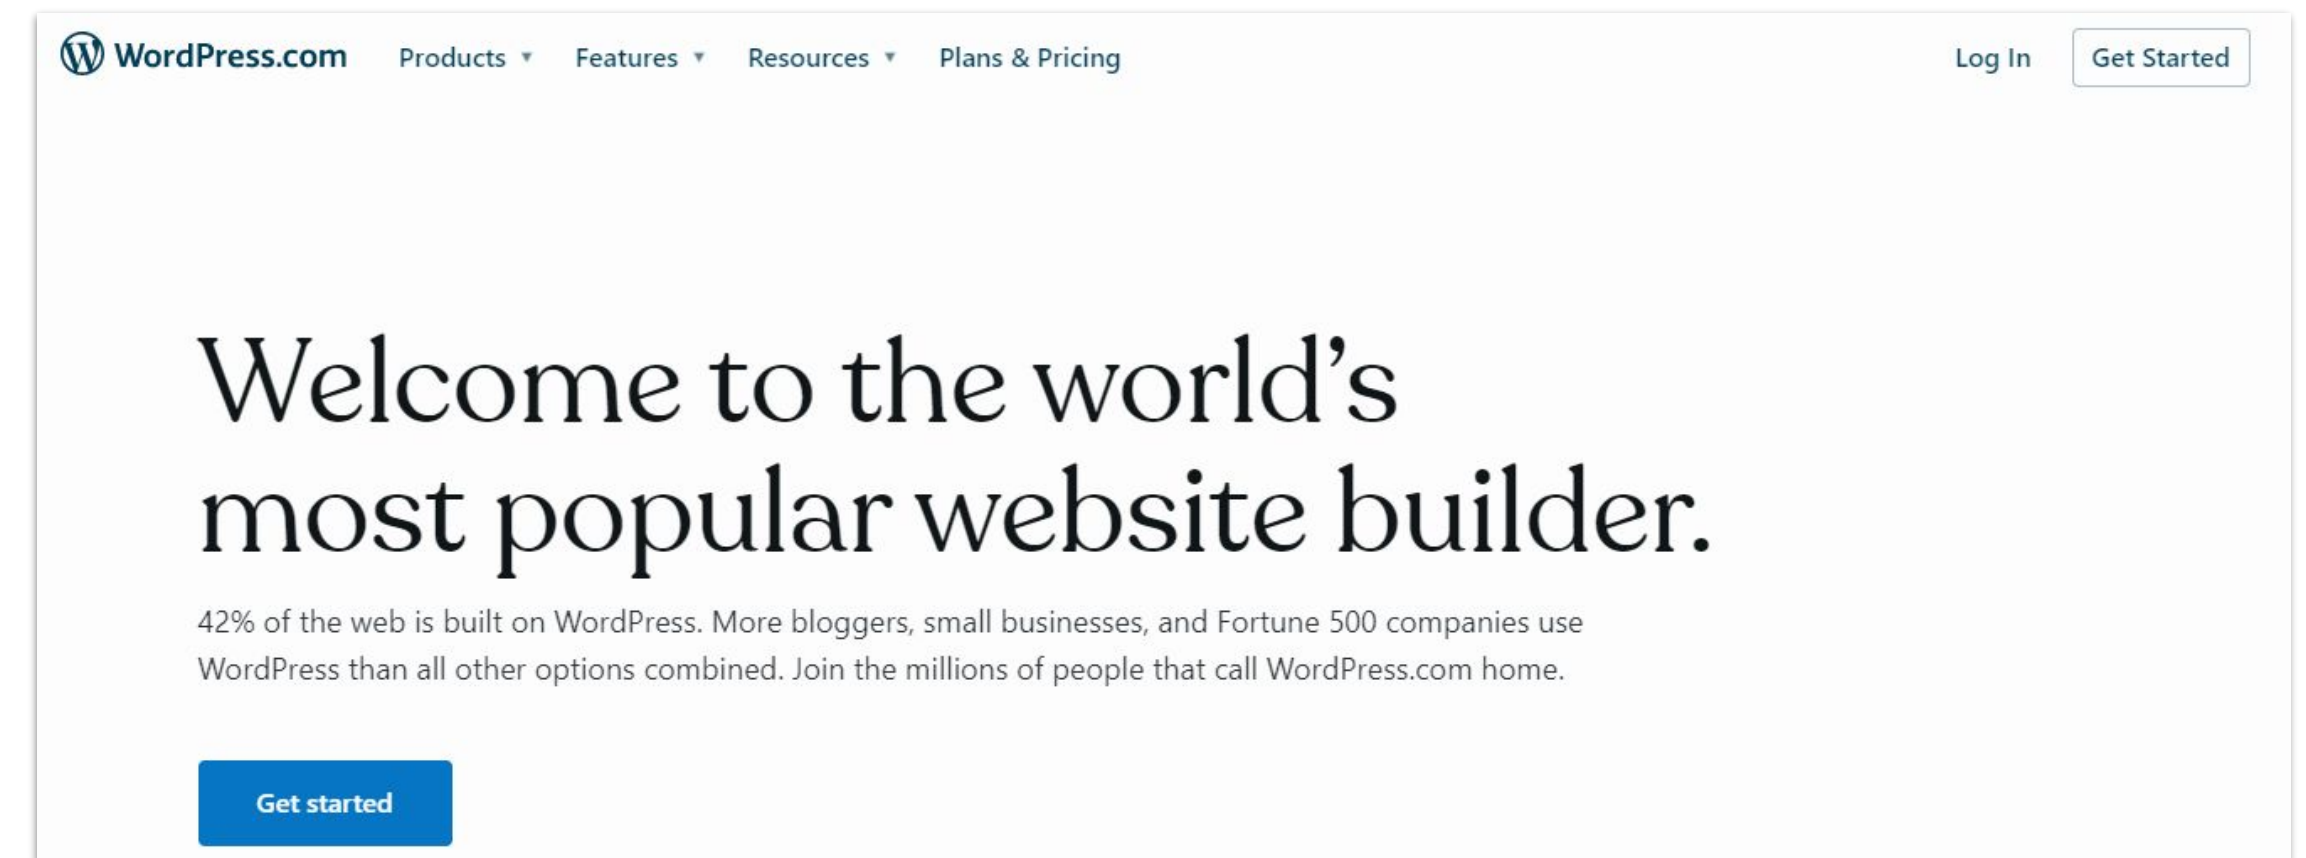 WordPress.com Products ▾ Features ▾ Resources ▾ Plans & Pricing Log In Get Started
Welcome to the world’s
most popular website builder.
42% of the web is built on WordPress. More bloggers, small businesses, and Fortune 500 companies use
WordPress than all other options combined. Join the millions of people that call WordPress.com home.
Get started